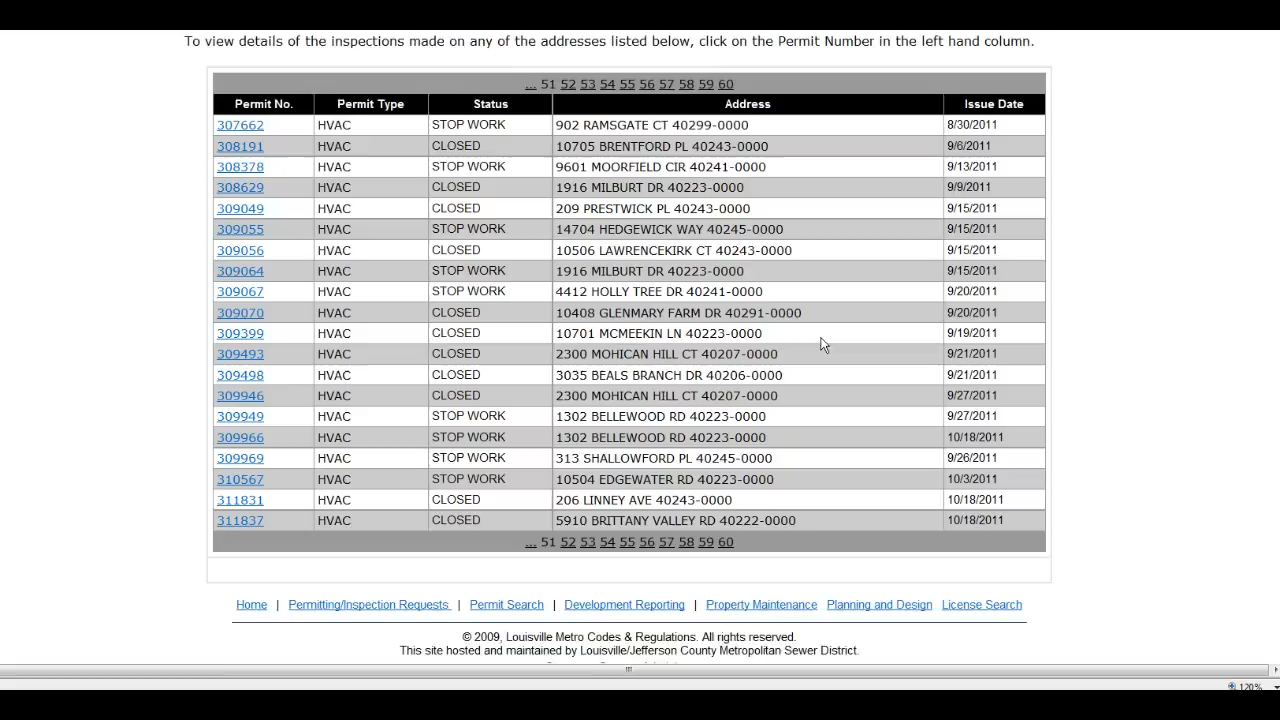 To view details of the inspections made on any of the addresses listed below, click on the Permit Number in the left hand column.
... 51 52 53 54 55 56 57 58 59 60
Permit No. Permit Type Status Address Issue Date
307662 HVAC STOP WORK 902 RAMSGATE CT 40299-0000 8/30/2011
308191 HVAC CLOSED 10705 BRENTFORD PL 40243-0000 9/6/2011
308378 HVAC STOP WORK 9601 MOORFIELD CIR 40241-0000 9/13/2011
308629 HVAC CLOSED 1916 MILBURT DR 40223-0000 9/9/2011
309049 HVAC CLOSED 209 PRESTWICK PL 40243-0000 9/15/2011
309055 HVAC STOP WORK 14704 HEDGEWICK WAY 40245-0000 9/15/2011
309056 HVAC CLOSED 10506 LAWRENCEKIRK CT 40243-0000 9/15/2011
309064 HVAC STOP WORK 1916 MILBURT DR 40223-0000 9/15/2011
309067 HVAC STOP WORK 4412 HOLLY TREE DR 40241-0000 9/20/2011
309070 HVAC CLOSED 10408 GLENMARY FARM DR 40291-0000 9/20/2011
309399 HVAC CLOSED 10701 MCMEEKIN LN 40223-0000 9/19/2011
309493 HVAC CLOSED 2300 MOHICAN HILL CT 40207-0000 9/21/2011
309498 HVAC CLOSED 3035 BEALS BRANCH DR 40206-0000 9/21/2011
309946 HVAC CLOSED 2300 MOHICAN HILL CT 40207-0000 9/27/2011
309949 HVAC STOP WORK 1302 BELLEWOOD RD 40223-0000 9/27/2011
309966 HVAC STOP WORK 1302 BELLEWOOD RD 40223-0000 10/18/2011
309969 HVAC STOP WORK 313 SHALLOWFORD PL 40245-0000 9/26/2011
310567 HVAC STOP WORK 10504 EDGEWATER RD 40223-0000 10/3/2011
311831 HVAC CLOSED 206 LINNEY AVE 40243-0000 10/18/2011
311837 HVAC CLOSED 5910 BRITTANY VALLEY RD 40222-0000 10/18/2011
... 51 52 53 54 55 56 57 58 59 60
Home | Permitting/Inspection Requests | Permit Search | Development Reporting | Property Maintenance Planning and Design License Search
© 2009, Louisville Metro Codes & Regulations. All rights reserved.
This site hosted and maintained by Louisville/Jefferson County Metropolitan Sewer District.
120%